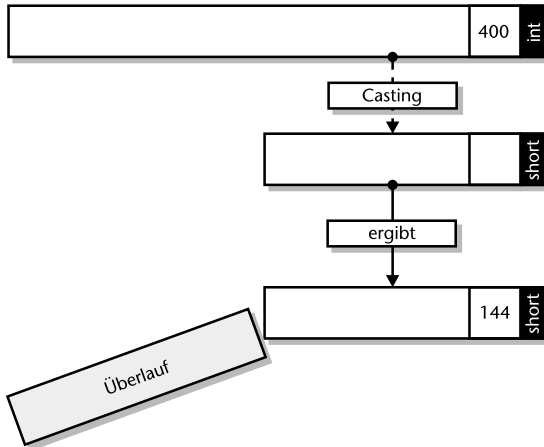 400 int
Casting
short
ergibt
144 short
Überlauf